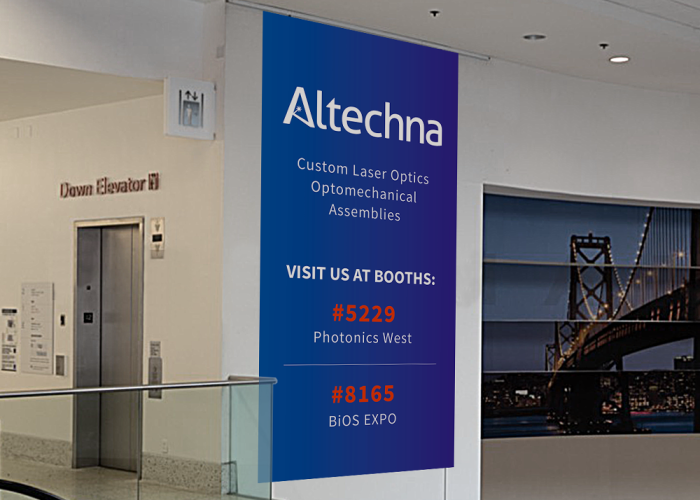 Altechna
Custom Laser Optics
Optomechanical
Assemblies
VISIT US AT BOOTHS:
#5229
Photonics West
#8165
BiOS EXPO
Down Elevator